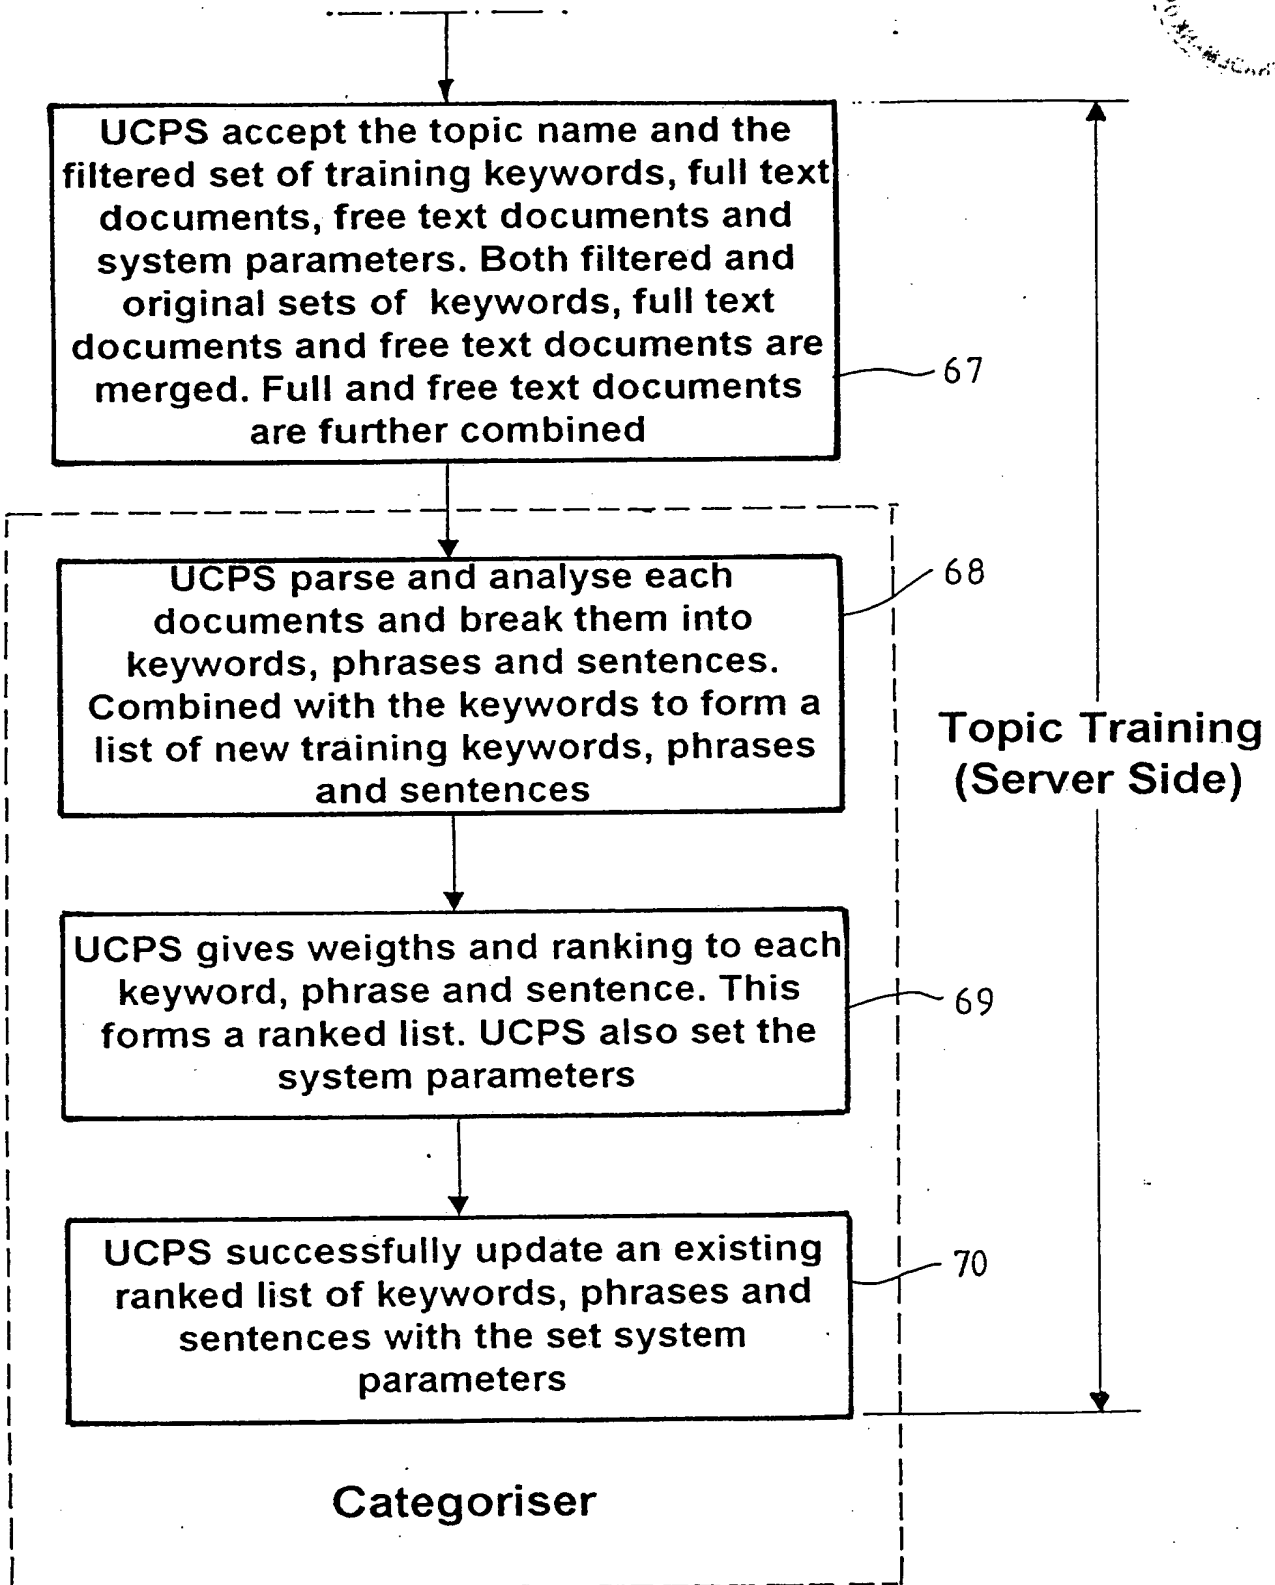 UCPS accept the topic name and the
filtered set of training keywords, full text
documents, free text documents and
system parameters. Both filtered and
original sets of keywords, full text
documents and free text documents are
merged. Full and free text documents
are further combined
67
UCPS parse and analyse each
documents and break them into
keywords, phrases and sentences.
Combined with the keywords to form a
list of new training keywords, phrases
and sentences
68
Topic Training
(Server Side)
UCPS gives weigths and ranking to each
keyword, phrase and sentence. This
forms a ranked list. UCPS also set the
system parameters
69
UCPS successfully update an existing
ranked list of keywords, phrases and
sentences with the set system
parameters
70
Categoriser